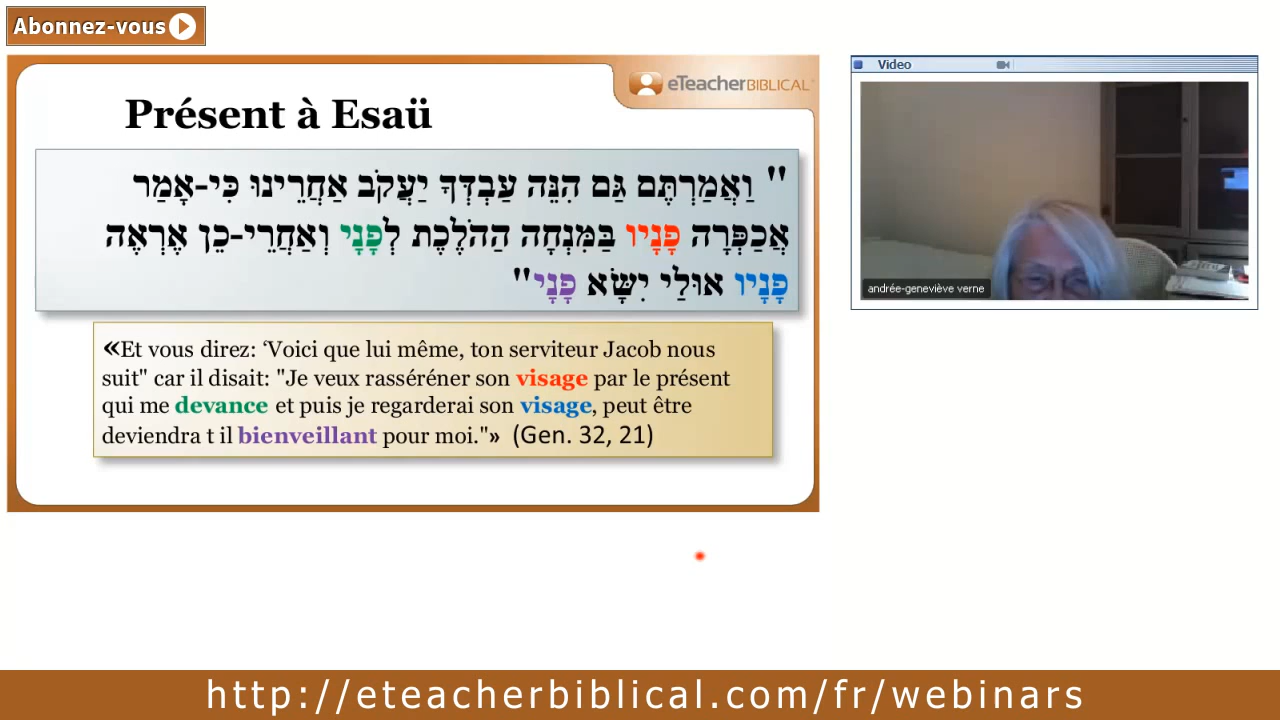 Abonnez-vous
eTeacherBIBLICAL
Présent à Esaü
" וַאֲמַרְתֶּם גַּם הִנֵּה עַבְדְּךָ יַעֲקֹב אַחֲרֵינוּ כִּי-אָמַר
אֲכַפְּרָה פָנָיו בַּמִּנְחָה הַהֹלֶכֶת לְפָנָי וְאַחֲרֵי-כֵן אֶרְאֶה
פָנָיו אוּלַי יִשָּׂא פָנָי"
«Et vous direz: ‘Voici que lui même, ton serviteur Jacob nous
suit" car il disait: "Je veux rasséréner son visage par le présent
qui me devance et puis je regarderai son visage, peut être
deviendra t il bienveillant pour moi."» (Gen. 32, 21)
Video
andrée-geneviève verne
http://eteacherbiblical.com/fr/webinars